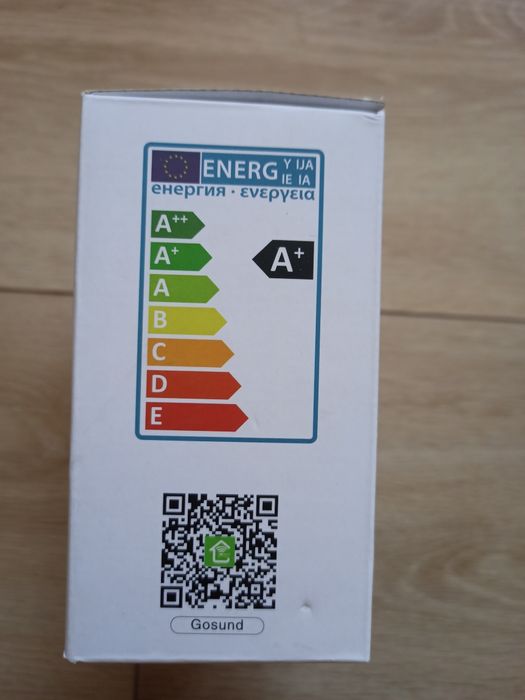 ENERG Y IJA
IE IA
енергия · ενεργεια
A++
A+
A+
A
B
C
D
E
Gosund